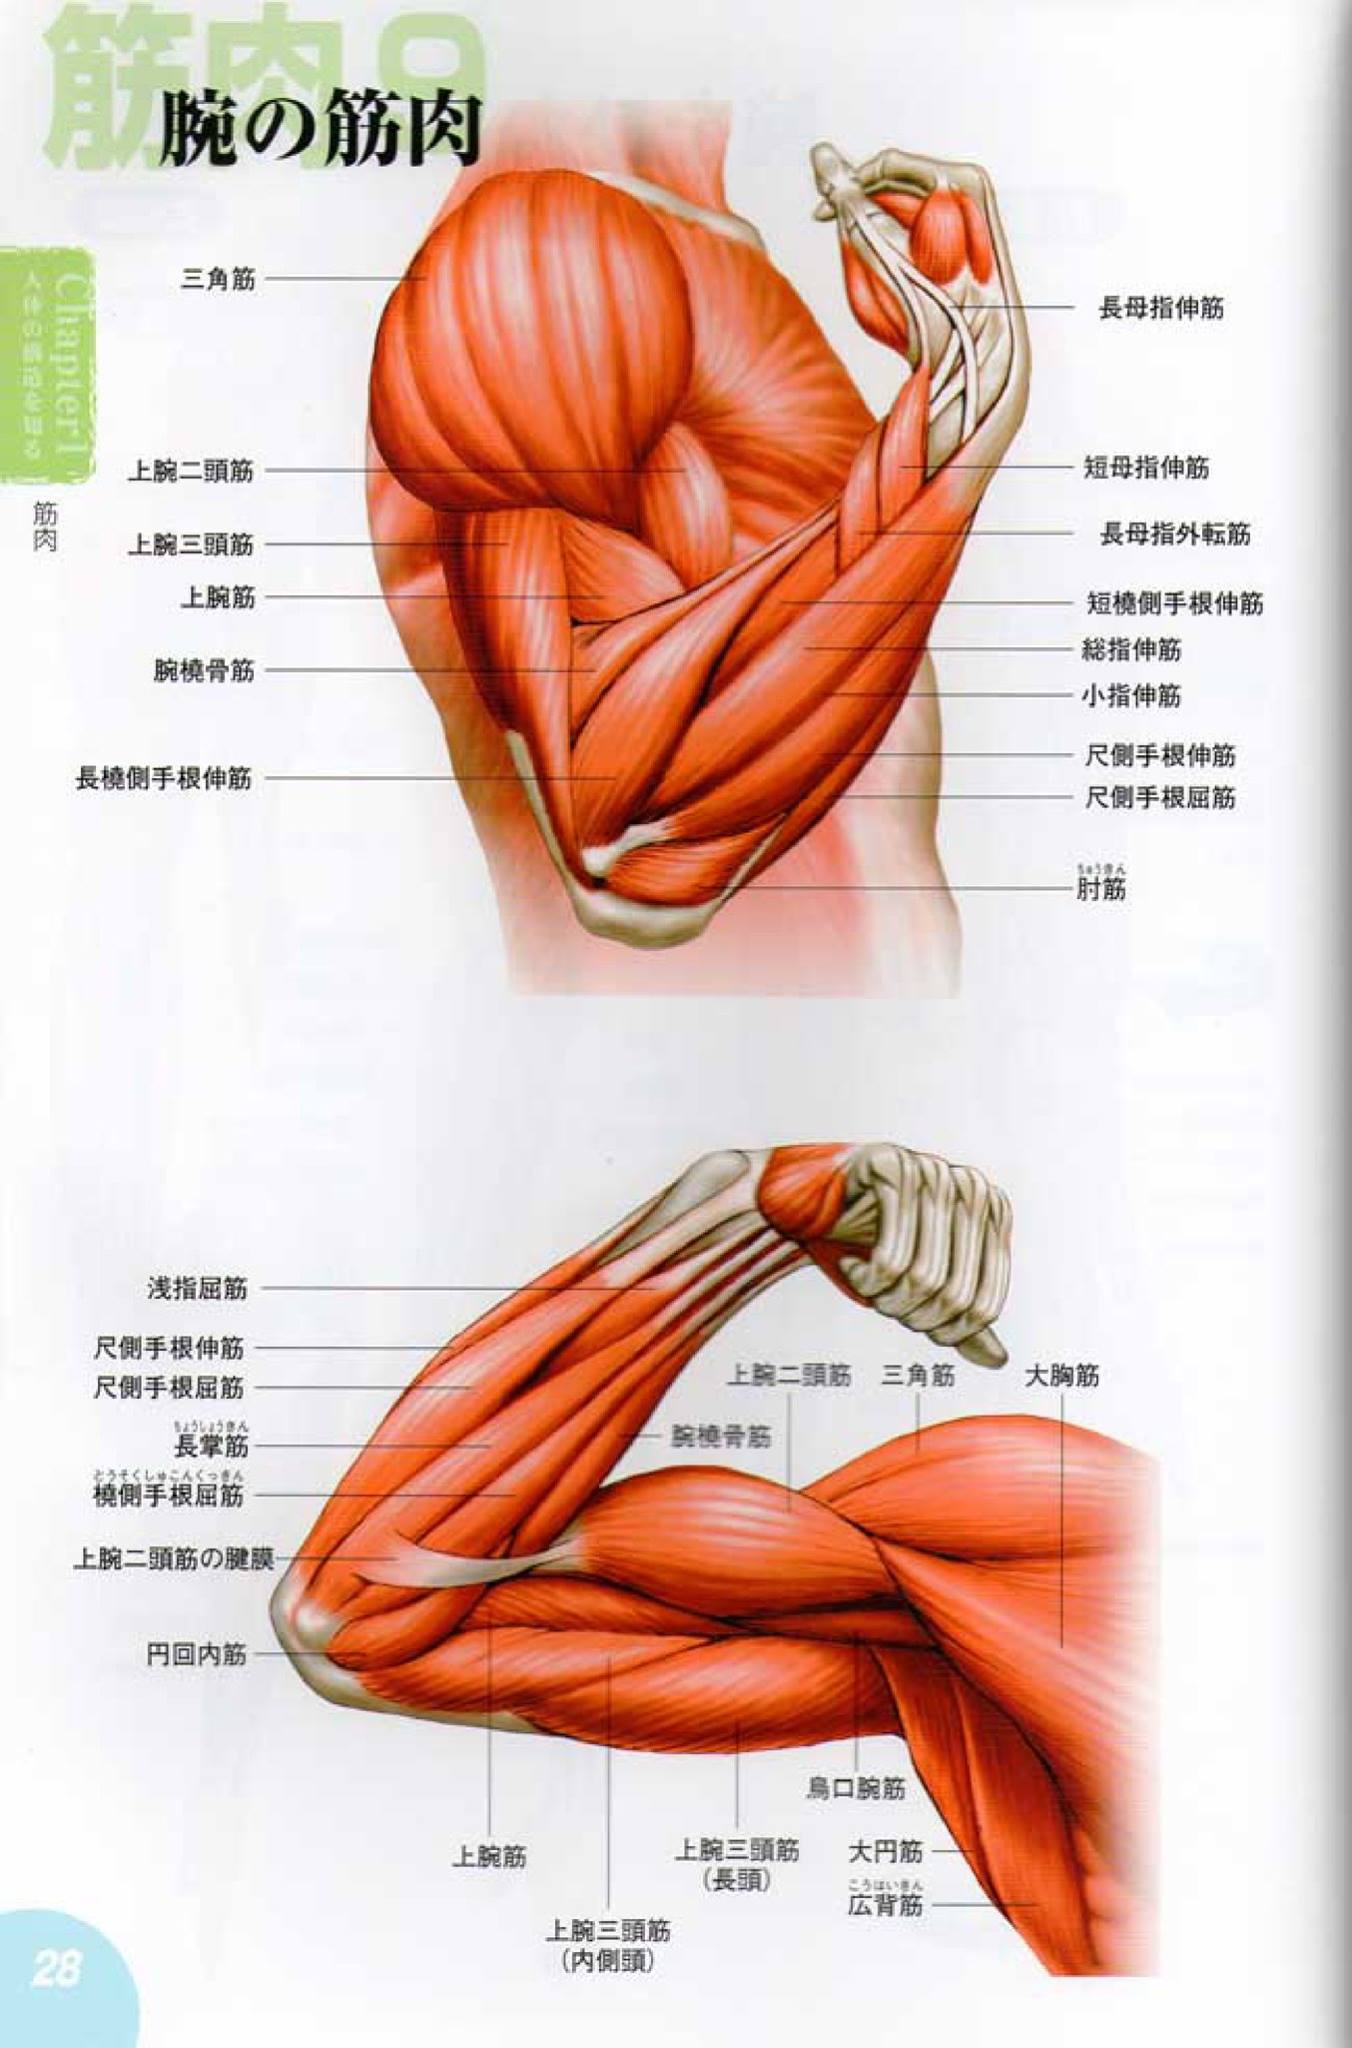 筋肉9
腕の筋肉
Chapter1
人体の構造を知る
筋肉
三角筋
上腕二頭筋
上腕三頭筋
上腕筋
腕橈骨筋
長橈側手根伸筋
長母指伸筋
短母指伸筋
長母指外転筋
短橈側手根伸筋
総指伸筋
小指伸筋
尺側手根伸筋
尺側手根屈筋
ちゅうきん
肘筋
浅指屈筋
尺側手根伸筋
尺側手根屈筋
ちょうしょうきん
長掌筋
とうそくしゅこんくっきん
橈側手根屈筋
上腕二頭筋の腱膜
円回内筋
上腕二頭筋
三角筋
大胸筋
腕橈骨筋
烏口腕筋
上腕筋
上腕三頭筋
(長頭)
大円筋
こうはいきん
広背筋
上腕三頭筋
(内側頭)
28